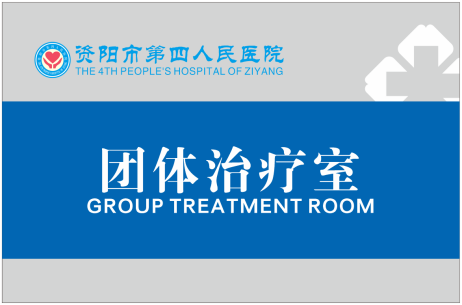 资阳市第四人民医院
THE 4TH PEOPLE'S HOSPITAL OF ZIYANG
团体治疗室
GROUP TREATMENT ROOM